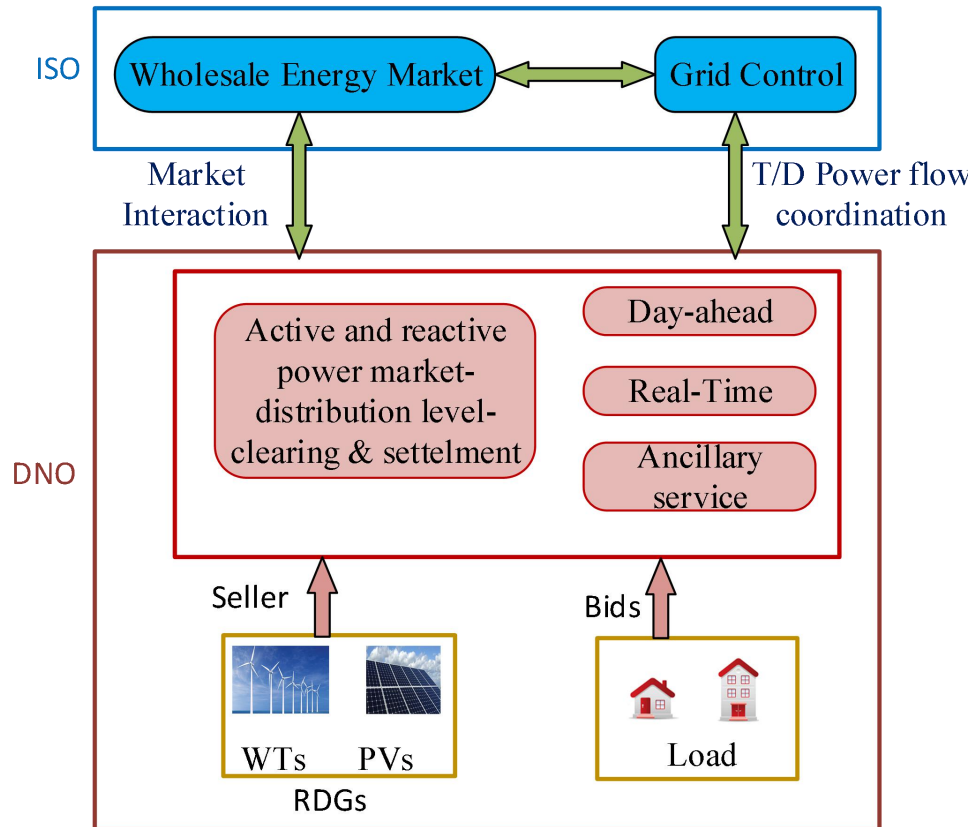 ISO
Wholesale Energy Market
Grid Control
Market
Interaction
T/D Power flow
coordination
DNO
Active and reactive
power market-
distribution level-
clearing & settelment
Day-ahead
Real-Time
Ancillary
service
Seller
Bids
WTs
PVs
RDGs
Load